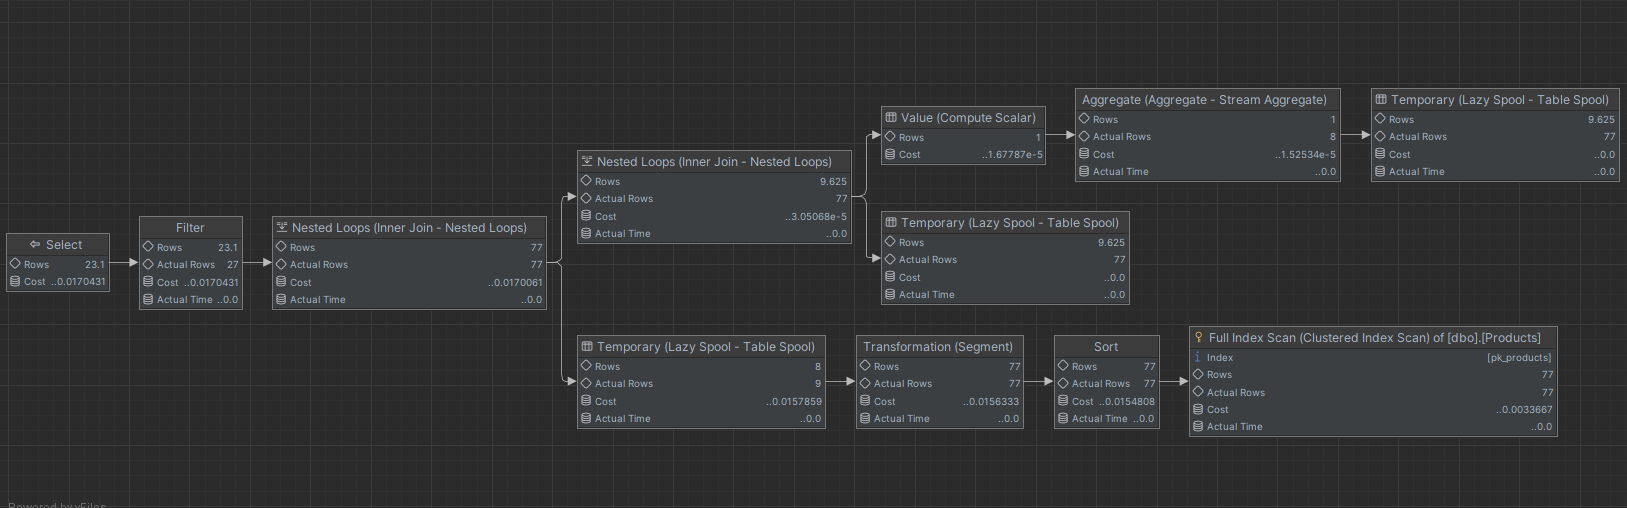 Select
Rows 23.1
Cost ..0.0170431
Filter
Rows 23.1
Actual Rows 27
Cost ..0.0170431
Actual Time ..0.0
Nested Loops (Inner Join - Nested Loops)
Rows 77
Actual Rows 77
Cost ..0.0170061
Actual Time ..0.0
Nested Loops (Inner Join - Nested Loops)
Rows 9.625
Actual Rows 77
Cost ..3.05068e-5
Actual Time ..0.0
Value (Compute Scalar)
Rows 1
Cost ..1.67787e-5
Aggregate (Aggregate - Stream Aggregate)
Rows 1
Actual Rows 8
Cost ..1.52534e-5
Actual Time ..0.0
Temporary (Lazy Spool - Table Spool)
Rows 9.625
Actual Rows 77
Cost ..0.0
Actual Time ..0.0
Temporary (Lazy Spool - Table Spool)
Rows 9.625
Actual Rows 77
Cost ..0.0
Actual Time ..0.0
Temporary (Lazy Spool - Table Spool)
Rows 8
Actual Rows 9
Cost ..0.0157859
Actual Time ..0.0
Transformation (Segment)
Rows 77
Actual Rows 77
Cost ..0.0156333
Actual Time ..0.0
Sort
Rows 77
Actual Rows 77
Cost ..0.0154808
Actual Time ..0.0
Full Index Scan (Clustered Index Scan) of [dbo].[Products]
Index [pk_products]
Rows 77
Actual Rows 77
Cost ..0.0033667
Actual Time ..0.0
Powered by yFiles